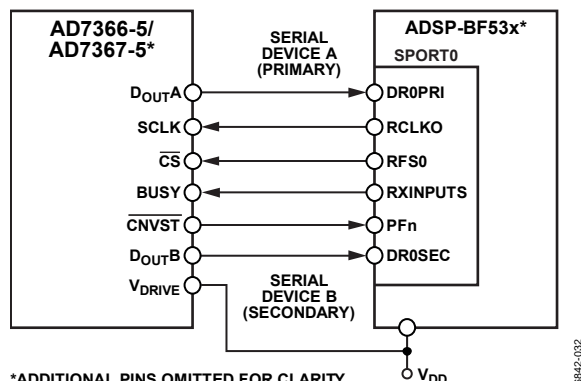 AD7366-5/
AD7367-5*
ADSP-BF53x*
SERIAL
DEVICE A
(PRIMARY)
SPORT0
DOUTA
DR0PRI
SCLK
RCLKO
CS
RFS0
BUSY
RXINPUTS
CNVST
PFn
DOUTB
DR0SEC
VDRIVE
SERIAL
DEVICE B
(SECONDARY)
VDD
*ADDITIONAL PINS OMITTED FOR CLARITY
842-032